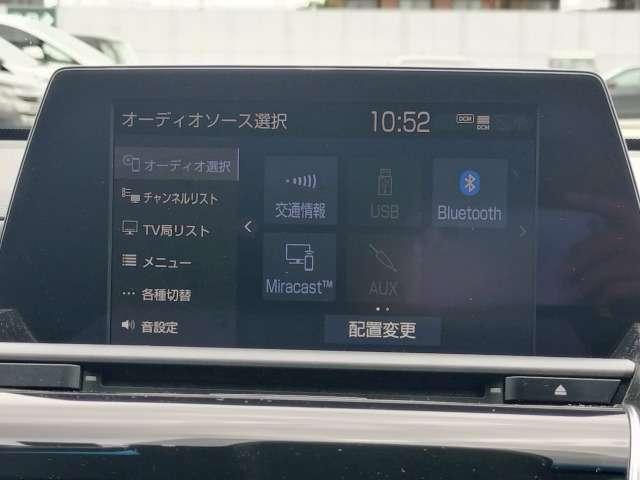 オーディオソース選択 10:52 DCM DCM
オーディオ選択
チャンネルリスト
TV局リスト
メニュー
各種切替
音設定
交通情報 USB Bluetooth
Miracast™ AUX
配置変更